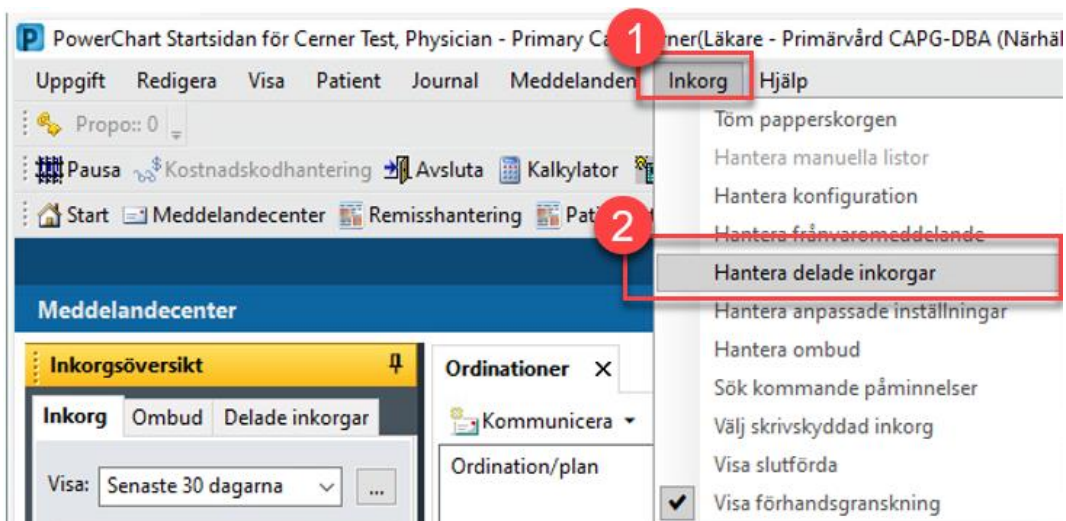 PowerChart Startsidan för Cerner Test, Physician - Primary Ca rner(Läkare - Primärvård CAPG-DBA (Närhäl
1
Uppgift Redigera Visa Patient Journal Meddelanden Inkorg Hjälp
Propo:: 0
Pausa Kostnadskodhantering Avsluta Kalkylator
Start Meddelandecenter Remisshantering
2
Töm papperskorgen
Hantera manuella listor
Hantera konfiguration
Hantera frånvaromeddelande
Hantera delade inkorgar
Hantera anpassade inställningar
Hantera ombud
Sök kommande påminnelser
Välj skrivskyddad inkorg
Visa slutförda
Visa förhandsgranskning
Meddelandecenter
Inkorgsöversikt
Inkorg Ombud Delade inkorgar
Visa: Senaste 30 dagarna ...
Ordinationer X
Kommunicera
Ordination/plan